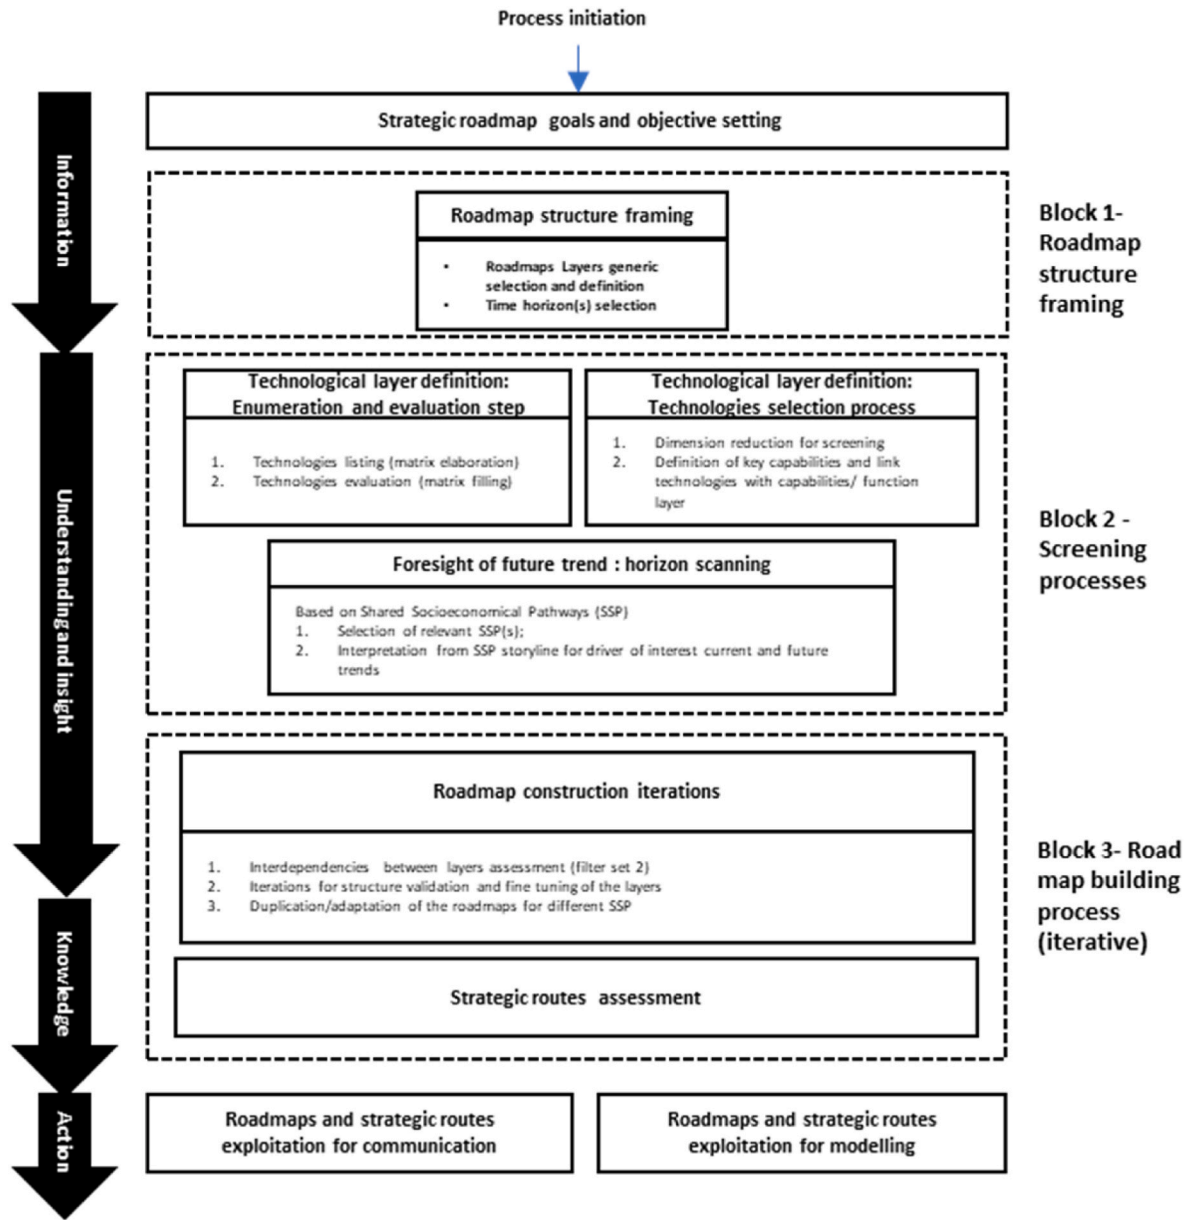 Process initiation
Strategic roadmap goals and objective setting
Information
Roadmap structure framing
• Roadmaps Layers generic
selection and definition
• Time horizon(s) selection
Block 1-
Roadmap
structure
framing
Understanding and insight
Technological layer definition:
Enumeration and evaluation step
1. Technologies listing (matrix elaboration)
2. Technologies evaluation (matrix filling)
Technological layer definition:
Technologies selection process
1. Dimension reduction for screening
2. Definition of key capabilities and link
technologies with capabilities/ function
layer
Foresight of future trend : horizon scanning
Based on Shared Socioeconomical Pathways (SSP)
1. Selection of relevant SSP(s);
2. Interpretation from SSP storyline for driver of interest current and future
trends
Block 2 -
Screening
processes
Roadmap construction iterations
1. Interdependencies between layers assessment (filter set 2)
2. Iterations for structure validation and fine tuning of the layers
3. Duplication/adaptation of the roadmaps for different SSP
Block 3- Road
map building
process
(iterative)
Knowledge
Strategic routes assessment
Action
Roadmaps and strategic routes
exploitation for communication
Roadmaps and strategic routes
exploitation for modelling